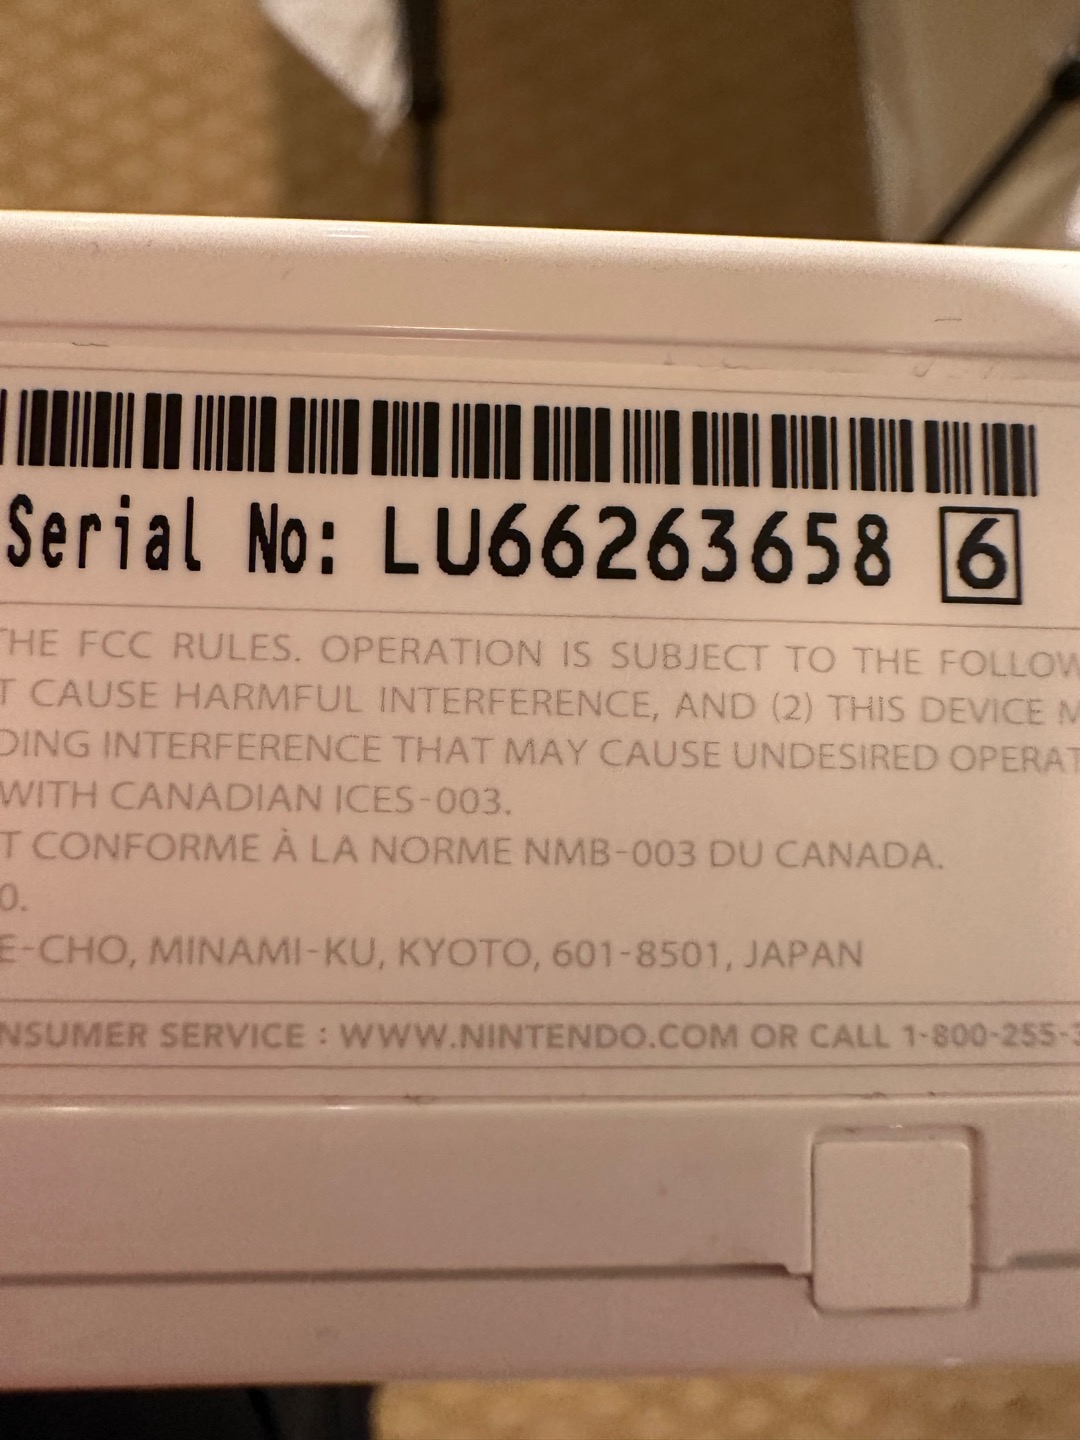 Serial No: LU66263658 6
THE FCC RULES. OPERATION IS SUBJECT TO THE FOLLOW
T CAUSE HARMFUL INTERFERENCE, AND (2) THIS DEVICE M
DING INTERFERENCE THAT MAY CAUSE UNDESIRED OPERAT
WITH CANADIAN ICES-003.
T CONFORME À LA NORME NMB-003 DU CANADA.
0.
E-CHO, MINAMI-KU, KYOTO, 601-8501, JAPAN
NSUMER SERVICE : WWW.NINTENDO.COM OR CALL 1-800-255-3